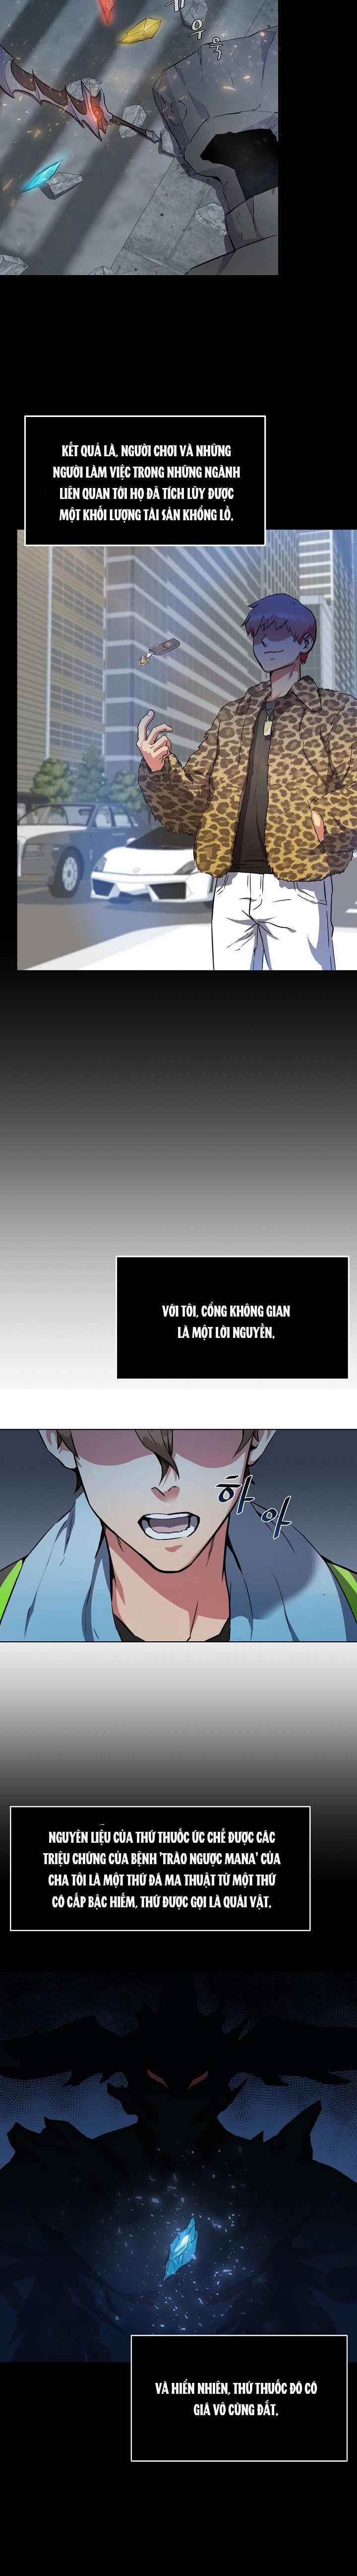 우
욱
KẾT QUẢ LÀ, NGƯỜI CHƠI VÀ NHỮNG
NGƯỜI LÀM VIỆC TRONG NHỮNG NGÀNH
LIÊN QUAN TỚI HỌ ĐÃ TÍCH LŨY ĐƯỢC
MỘT KHỐI LƯỢNG TÀI SẢN KHỔNG LỒ.
VỚI TÔI, CỔNG KHÔNG GIAN
LÀ MỘT LỜI NGUYỀN.
하
아
NGUYÊN LIỆU CỦA THỨ THUỐC ỨC CHẾ ĐƯỢC CÁC
TRIỆU CHỨNG CỦA BỆNH 'TRÀO NGƯỢC MANA' CỦA
CHA TÔI LÀ MỘT THỨ ĐÁ MA THUẬT TỪ MỘT THỨ
CÓ CẤP BẬC HIẾM, THỨ ĐƯỢC GỌI LÀ QUÁI VẬT.
VÀ HIỂN NHIÊN, THỨ THUỐC ĐÓ CÓ
GIÁ VÔ CÙNG ĐẮT.